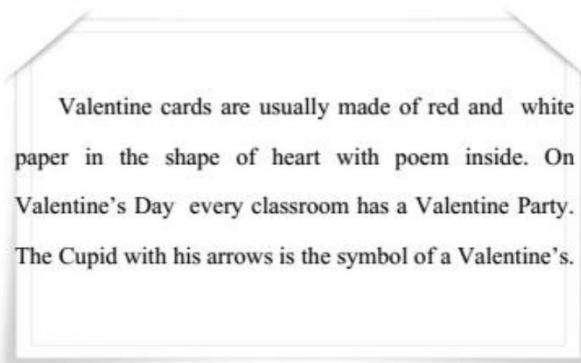 Valentine cards are usually made of red and white
paper in the shape of heart with poem inside. On
Valentine’s Day every classroom has a Valentine Party.
The Cupid with his arrows is the symbol of a Valentine’s.